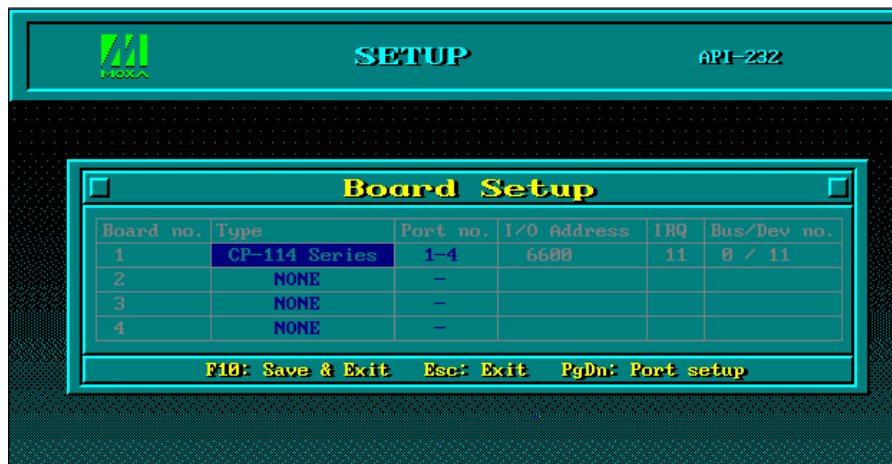 MOXA SETUP API-232
Board Setup
Board no. Type Port no. I/O Address IRQ Bus/Dev no.
1 CP-114 Series 1-4 6600 11 0 / 11
2 NONE -
3 NONE -
4 NONE -
F10: Save & Exit Esc: Exit PgDn: Port setup